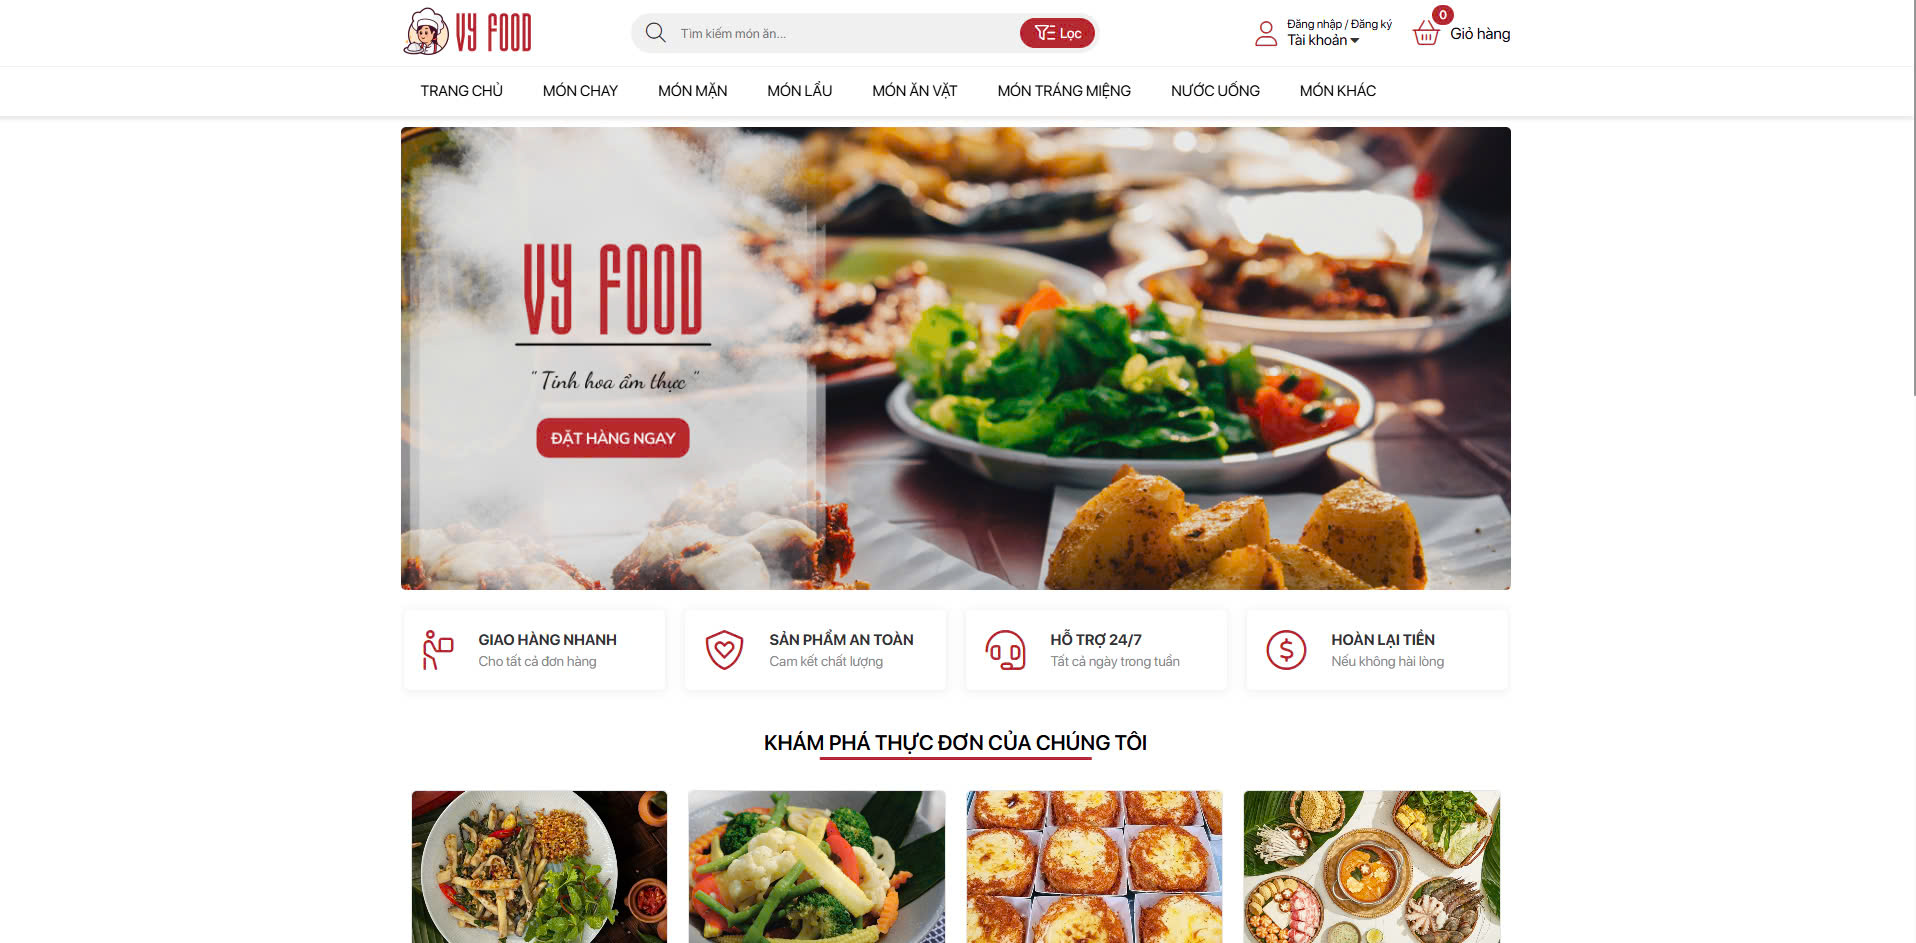 VY FOOD
Tìm kiếm món ăn...
Lọc
Đăng nhập / Đăng ký
Tài khoản
0
Giỏ hàng
TRANG CHỦ MÓN CHAY MÓN MẶN MÓN LẨU MÓN ĂN VẶT MÓN TRÁNG MIỆNG NƯỚC UỐNG MÓN KHÁC
VY FOOD
" Tinh hoa ẩm thực "
ĐẶT HÀNG NGAY
GIAO HÀNG NHANH
Cho tất cả đơn hàng
SẢN PHẨM AN TOÀN
Cam kết chất lượng
HỖ TRỢ 24/7
Tất cả ngày trong tuần
HOÀN LẠI TIỀN
Nếu không hài lòng
KHÁM PHÁ THỰC ĐƠN CỦA CHÚNG TÔI